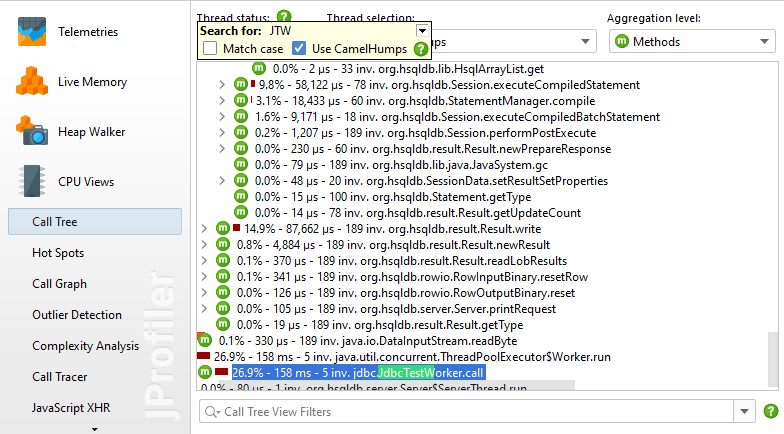 Telemetries
Live Memory
Heap Walker
CPU Views
Call Tree
Hot Spots
Call Graph
Outlier Detection
Complexity Analysis
Call Tracer
JavaScript XHR
JProfiler
Thread status:
Thread selection:
Aggregation level:
Search for: JTW
Match case
Use CamelHumps
ps
Methods
0.0% - 2 µs - 33 inv. org.hsqldb.lib.HsqlArrayList.get
9.8% - 58,122 µs - 78 inv. org.hsqldb.Session.executeCompiledStatement
3.1% - 18,433 µs - 60 inv. org.hsqldb.StatementManager.compile
1.6% - 9,171 µs - 18 inv. org.hsqldb.Session.executeCompiledBatchStatement
0.2% - 1,207 µs - 189 inv. org.hsqldb.Session.performPostExecute
0.0% - 230 µs - 60 inv. org.hsqldb.result.Result.newPrepareResponse
0.0% - 79 µs - 189 inv. org.hsqldb.lib.java.JavaSystem.gc
0.0% - 48 µs - 20 inv. org.hsqldb.SessionData.setResultSetProperties
0.0% - 15 µs - 100 inv. org.hsqldb.Statement.getType
0.0% - 14 µs - 78 inv. org.hsqldb.result.Result.getUpdateCount
14.9% - 87,662 µs - 189 inv. org.hsqldb.result.Result.write
0.8% - 4,884 µs - 189 inv. org.hsqldb.result.Result.newResult
0.1% - 370 µs - 189 inv. org.hsqldb.result.Result.readLobResults
0.1% - 341 µs - 189 inv. org.hsqldb.rowio.RowInputBinary.resetRow
0.0% - 126 µs - 189 inv. org.hsqldb.rowio.RowOutputBinary.reset
0.0% - 105 µs - 189 inv. org.hsqldb.server.Server.printRequest
0.0% - 19 µs - 189 inv. org.hsqldb.result.Result.getType
0.1% - 330 µs - 189 inv. java.io.DataInputStream.readByte
26.9% - 158 ms - 5 inv. java.util.concurrent.ThreadPoolExecutor$Worker.run
26.9% - 158 ms - 5 inv. jdbc.JdbcTestWorker.call
0.0% - 80 µs - 1 inv. org.hsqldb.server.Server$ServerThread.run
Call Tree View Filters